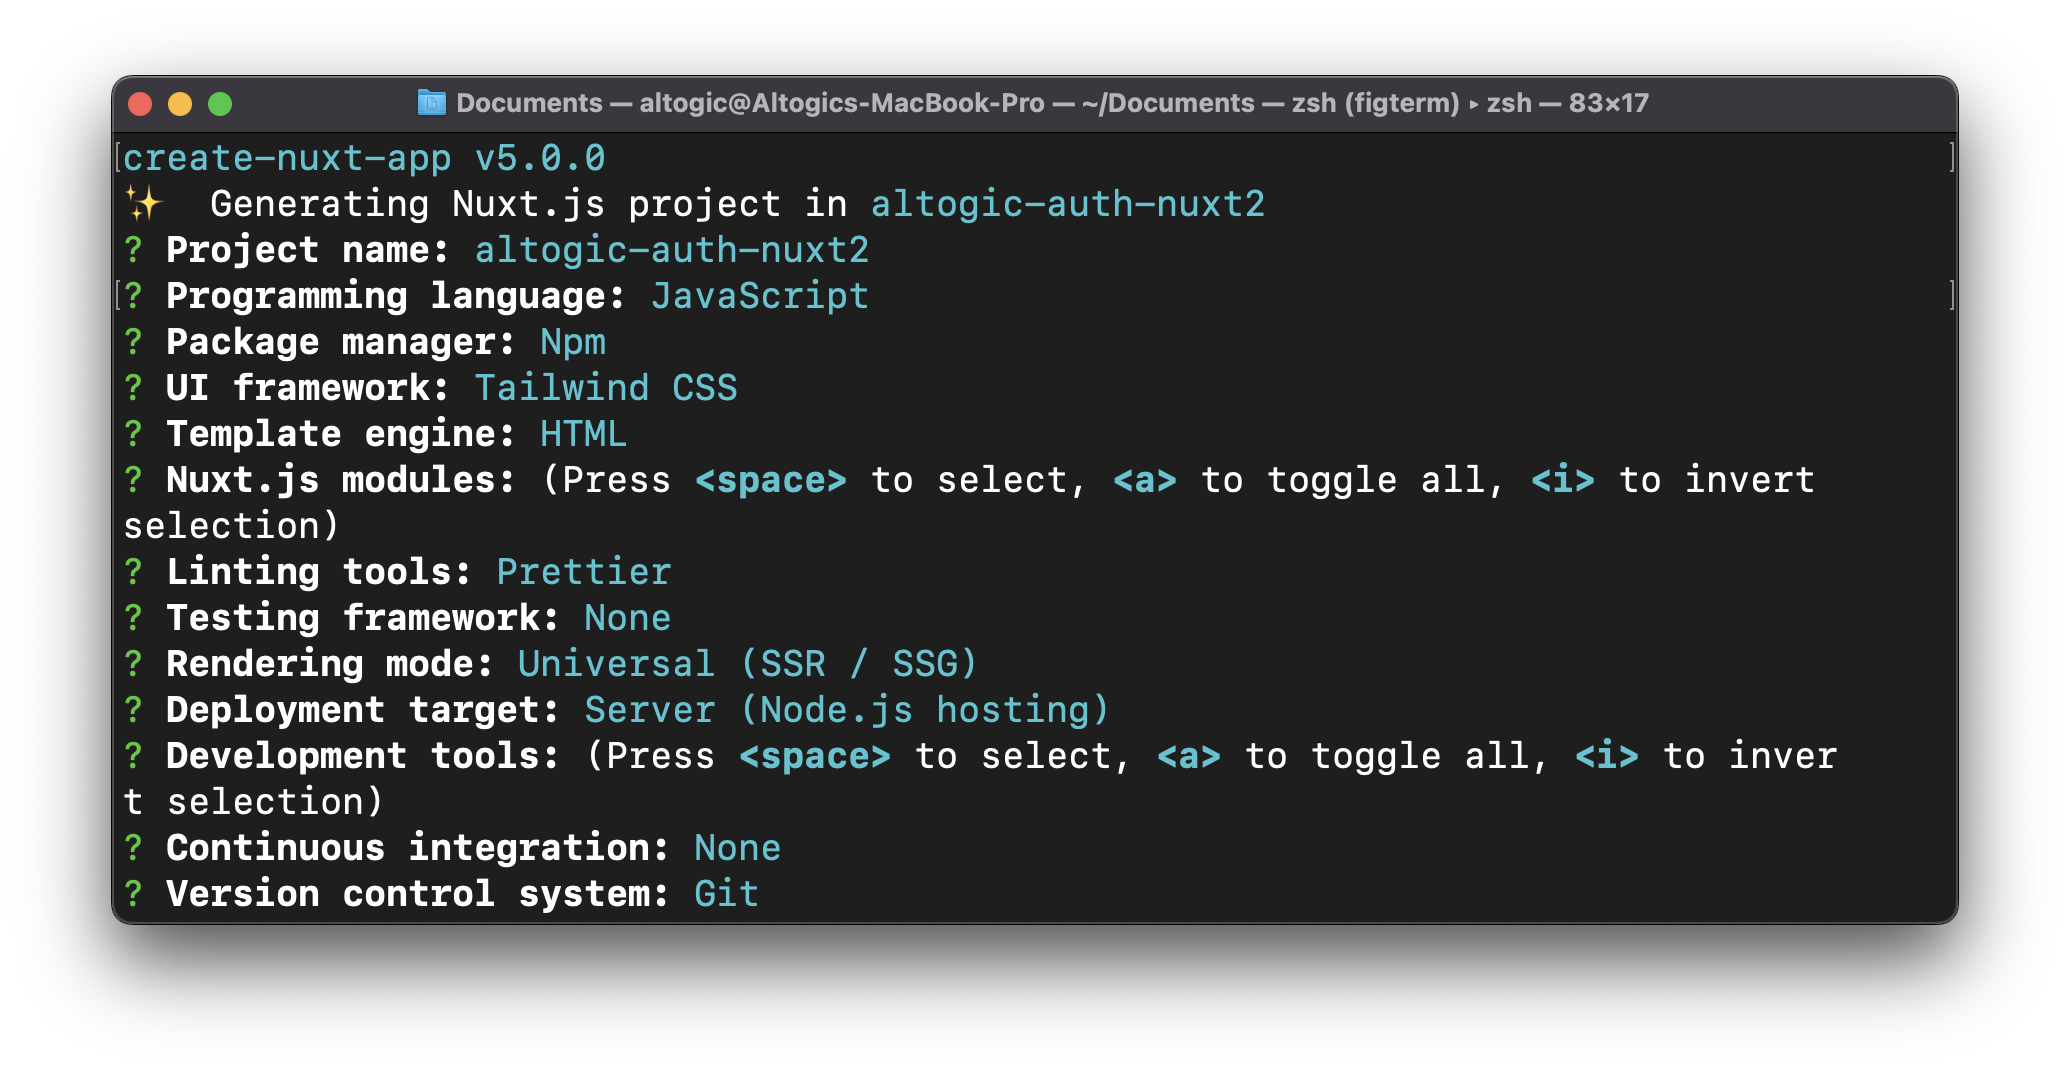 Documents — altogic@Altogics-MacBook-Pro — ~/Documents — zsh (figterm) ▸ zsh — 83×17
create-nuxt-app v5.0.0
✨  Generating Nuxt.js project in altogic-auth-nuxt2
? Project name: altogic-auth-nuxt2
? Programming language: JavaScript
? Package manager: Npm
? UI framework: Tailwind CSS
? Template engine: HTML
? Nuxt.js modules: (Press <space> to select, <a> to toggle all, <i> to invert
selection)
? Linting tools: Prettier
? Testing framework: None
? Rendering mode: Universal (SSR / SSG)
? Deployment target: Server (Node.js hosting)
? Development tools: (Press <space> to select, <a> to toggle all, <i> to inver
t selection)
? Continuous integration: None
? Version control system: Git